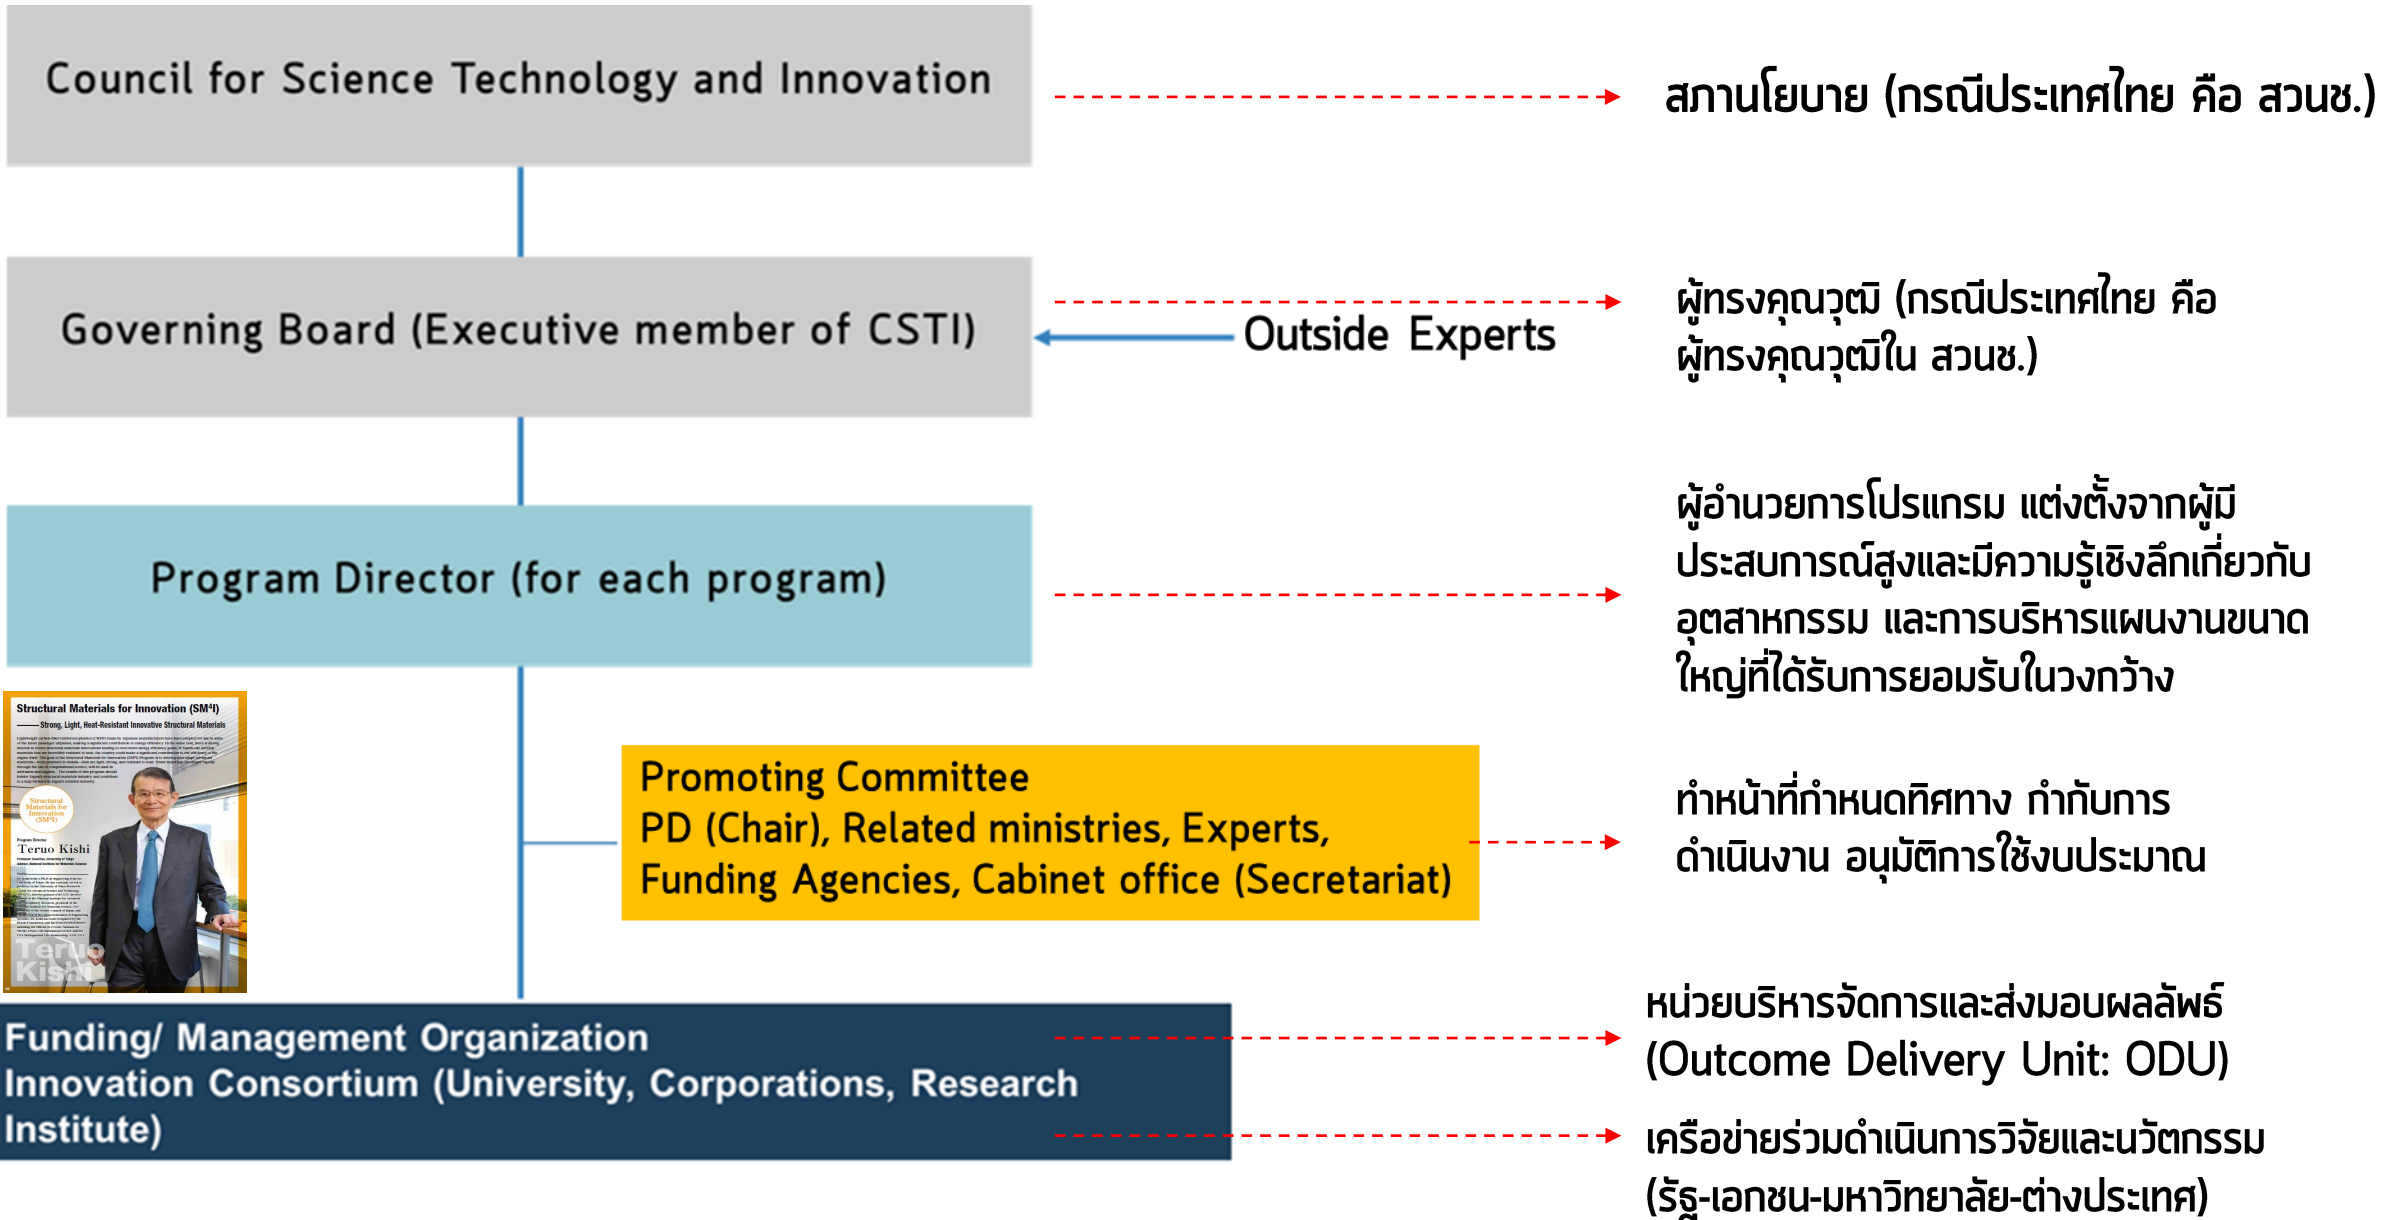 Council for Science Technology and Innovation
สภานโยบาย (กรณีประเทศไทย คือ สวนช.)
Governing Board (Executive member of CSTI)
Outside Experts
ผู้ทรงคุณวุฒิ (กรณีประเทศไทย คือ
ผู้ทรงคุณวุฒิใน สวนช.)
Program Director (for each program)
ผู้อำนวยการโปรแกรม แต่งตั้งจากผู้มี
ประสบการณ์สูงและมีความรู้เชิงลึกเกี่ยวกับ
อุตสาหกรรม และการบริหารแผนงานขนาด
ใหญ่ที่ได้รับการยอมรับในวงกว้าง
Structural Materials for Innovation (SM⁴I)
Strong, Light, Heat-Resistant Innovative Structural Materials
Structural
Materials for
Innovation
(SM⁴I)
Program Director
Teruo Kishi
Teruo
Kishi
Promoting Committee
PD (Chair), Related ministries, Experts,
Funding Agencies, Cabinet office (Secretariat)
ทำหน้าที่กำหนดทิศทาง กำกับการ
ดำเนินงาน อนุมัติการใช้งบประมาณ
Funding/ Management Organization
Innovation Consortium (University, Corporations, Research
Institute)
หน่วยบริหารจัดการและส่งมอบผลลัพธ์
(Outcome Delivery Unit: ODU)
เครือข่ายร่วมดำเนินการวิจัยและนวัตกรรม
(รัฐ-เอกชน-มหาวิทยาลัย-ต่างประเทศ)